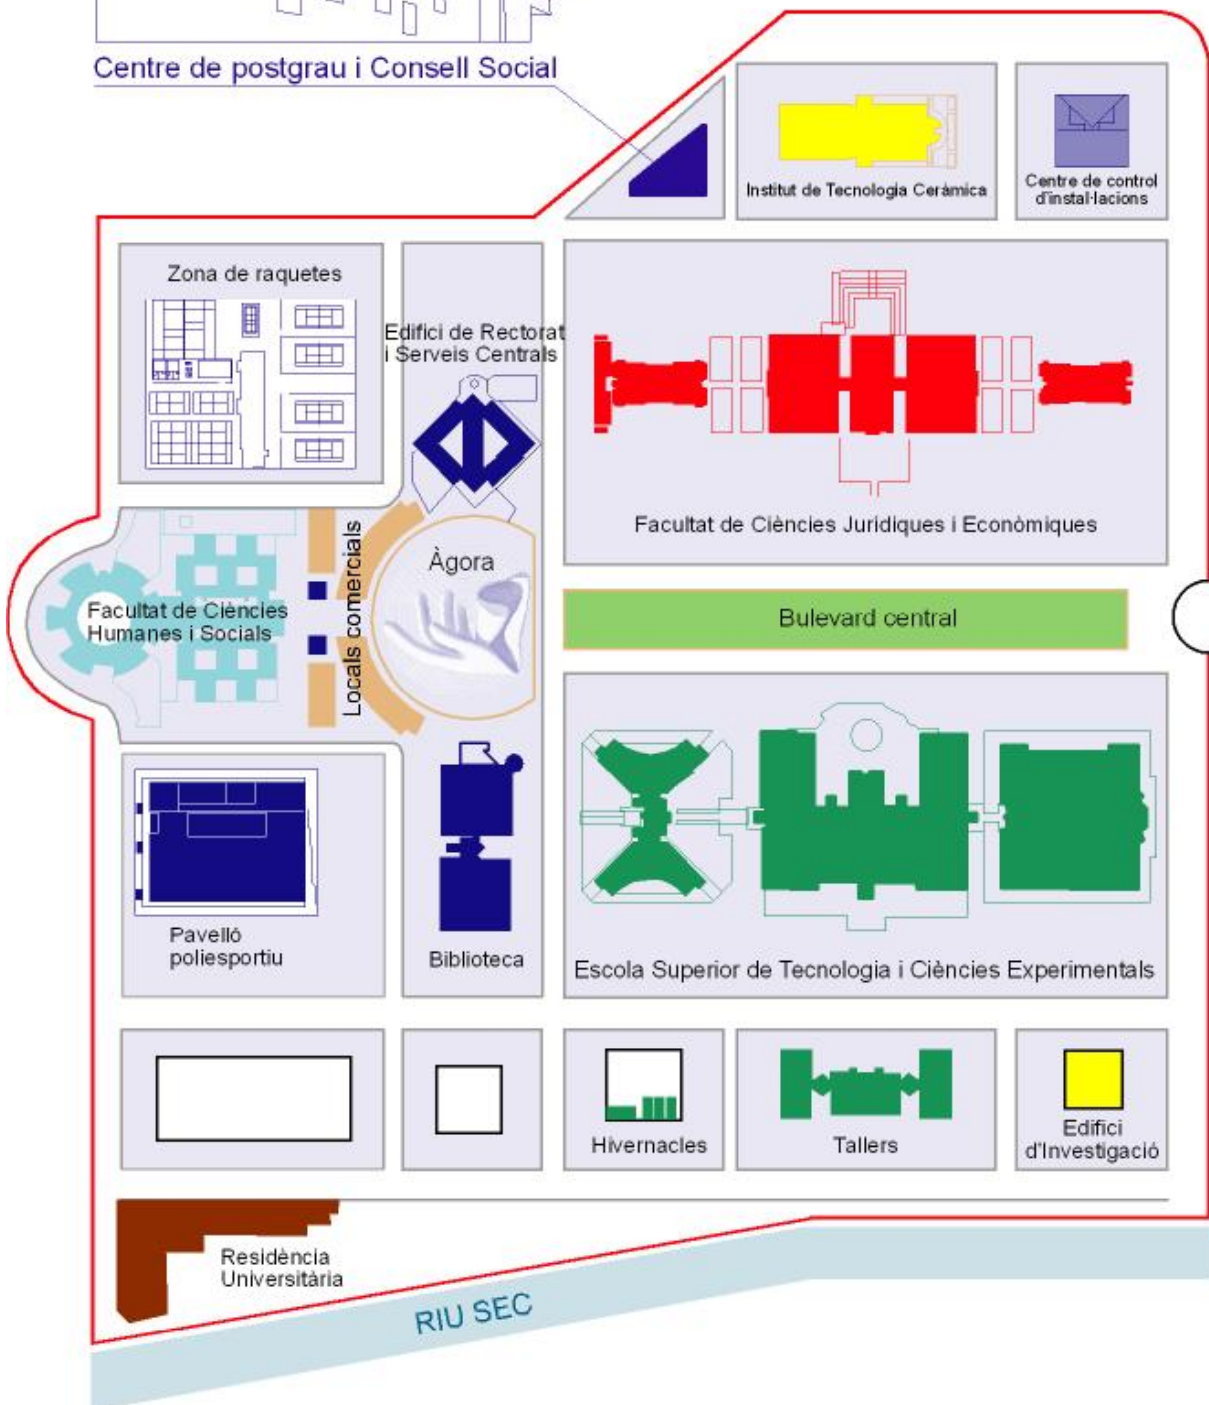 Centre de postgrau i Consell Social
Institut de Tecnologia Ceràmica
Centre de control
d'instal·lacions
Zona de raquetes
Edifici de Rectorat
i Serveis Centrals
Facultat de Ciències Jurídiques i Econòmiques
Locals comercials
Àgora
Facultat de Ciències
Humanes i Socials
Bulevard central
Pavelló
poliesportiu
Biblioteca
Escola Superior de Tecnologia i Ciències Experimentals
Hivernacles
Tallers
Edifici
d'Investigació
Residència
Universitària
RIU SEC